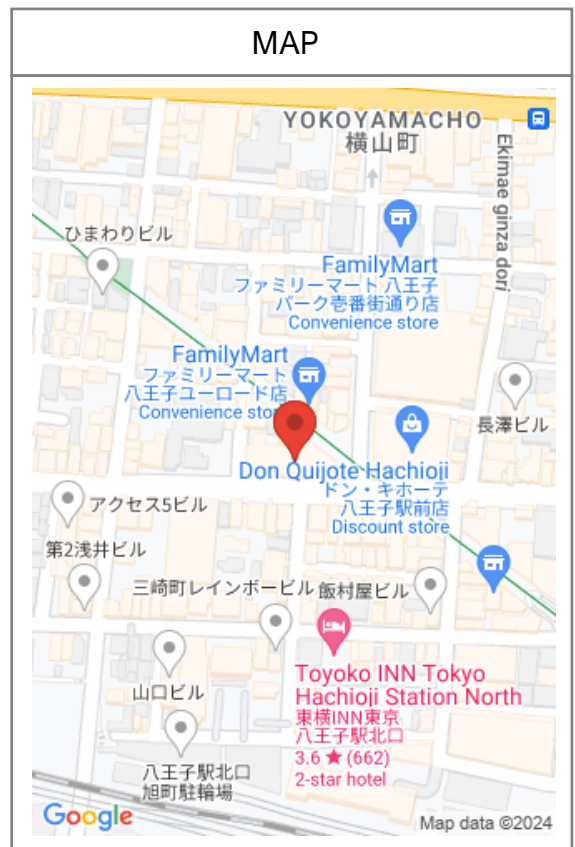 MAP
YOKOYAMACHO
横山町
Ekimae ginza dori
ひまわりビル
FamilyMart
ファミリーマート 八王子
パーク壱番街通り店
Convenience store
FamilyMart
ファミリーマート
八王子ユーロード店
Convenience stor
長澤ビル
Don Quijote Hachioji
ドン・キホーテ
八王子駅前店
Discount store
アクセス5ビル
第2浅井ビル
三崎町レインボービル
飯村屋ビル
Toyoko INN Tokyo
Hachioji Station North
東横INN東京
八王子駅北口
3.6 ★ (662)
2-star hotel
山口ビル
八王子駅北口
旭町駐輪場
Google
Map data ©2024